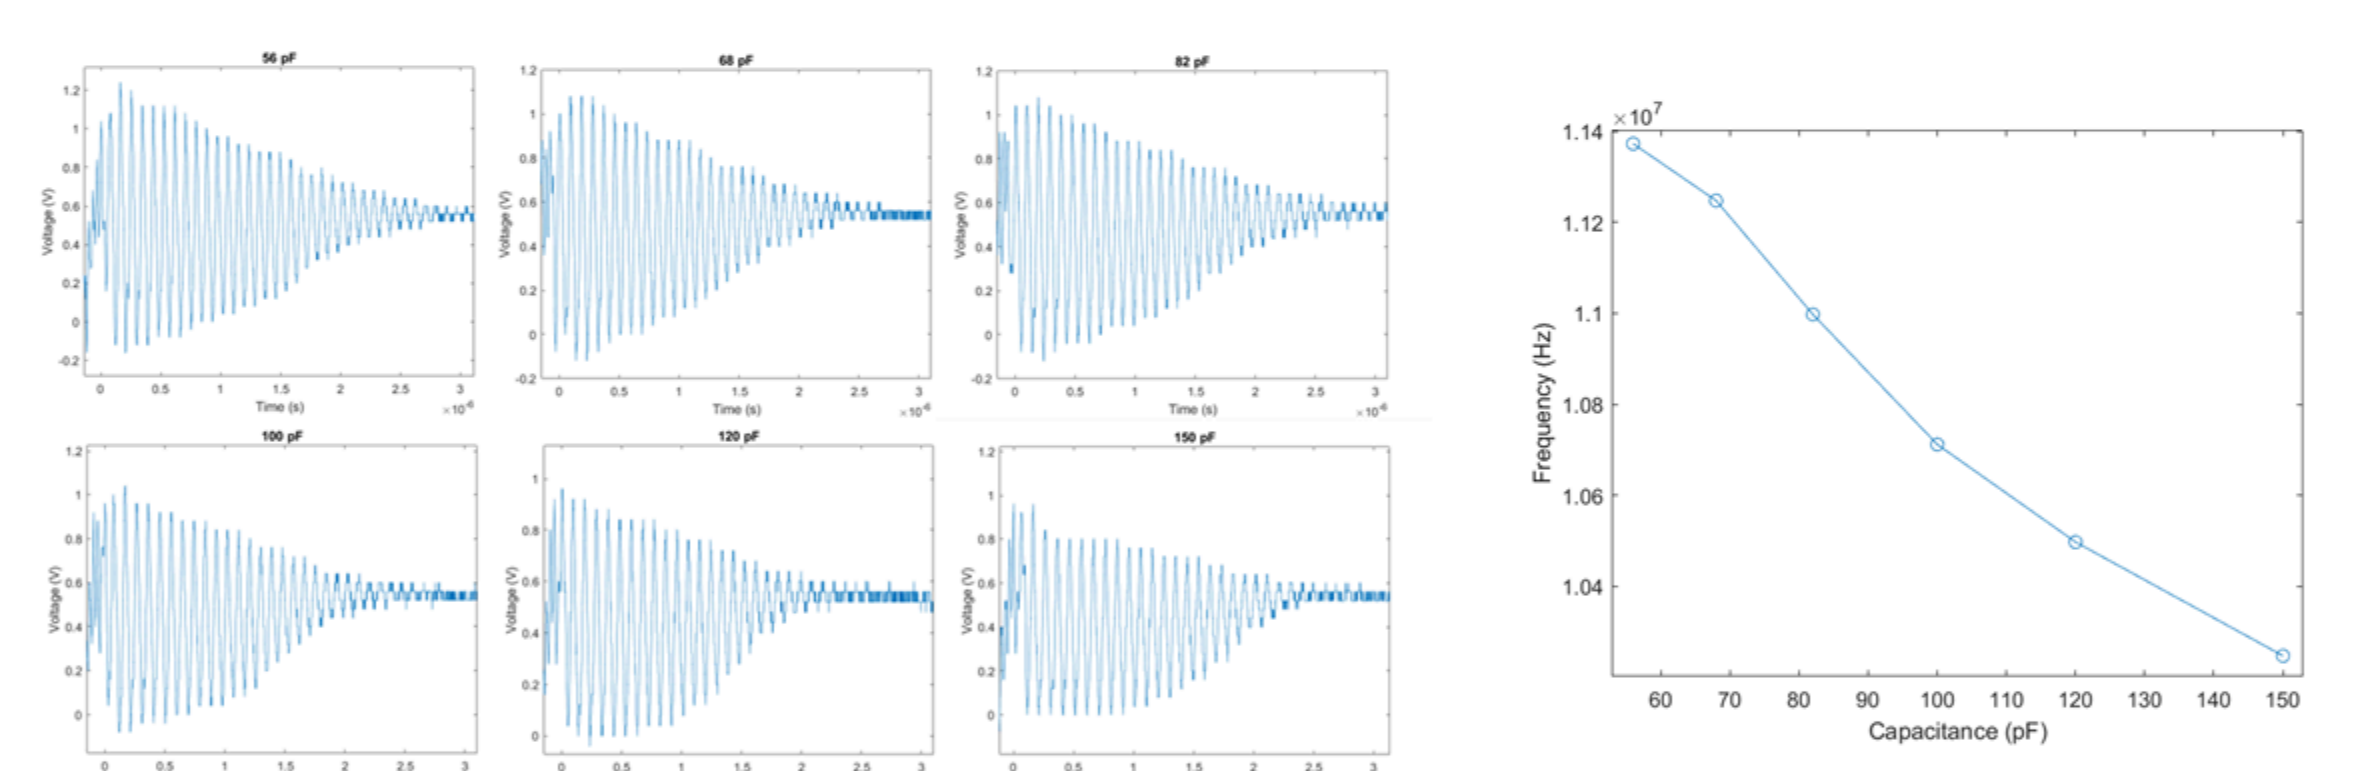 56 pF
1.2
1
0.8
0.6
0.4
0.2
0
-0.2
Voltage (V)
0 0.5 1 1.5 2 2.5 3
Time (s)
×10⁻⁶
68 pF
1.2
1
0.8
0.6
0.4
0.2
0
-0.2
Voltage (V)
0 0.5 1 1.5 2 2.5 3
Time (s)
×10⁻⁶
82 pF
1.2
1
0.8
0.6
0.4
0.2
0
-0.2
Voltage (V)
0 0.5 1 1.5 2 2.5 3
Time (s)
×10⁻⁶
100 pF
1.2
1
0.8
0.6
0.4
0.2
0
Voltage (V)
0 0.5 1 1.5 2 2.5 3
120 pF
1
0.8
0.6
0.4
0.2
0
Voltage (V)
0 0.5 1 1.5 2 2.5 3
150 pF
1.2
1
0.8
0.6
0.4
0.2
0
Voltage (V)
0 0.5 1 1.5 2 2.5 3
×10⁷
1.14
1.12
1.1
1.08
1.06
1.04
Frequency (Hz)
60 70 80 90 100 110 120 130 140 150
Capacitance (pF)